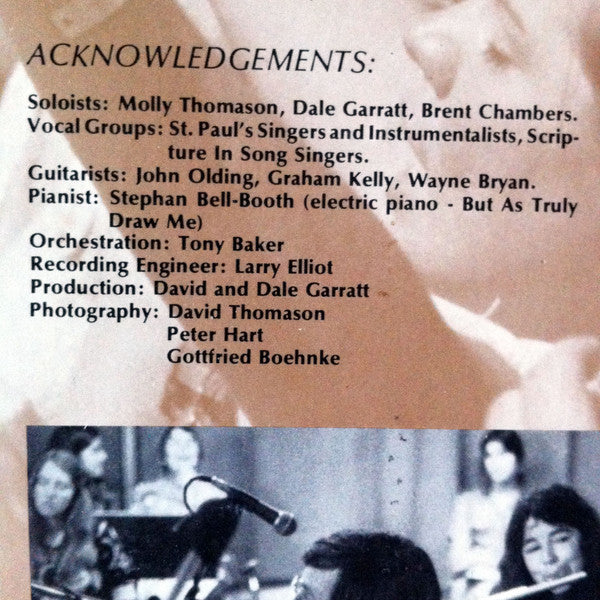 ACKNOWLEDGEMENTS:
Soloists: Molly Thomason, Dale Garratt, Brent Chambers.
Vocal Groups: St. Paul's Singers and Instrumentalists, Scrip-
ture In Song Singers.
Guitarists: John Olding, Graham Kelly, Wayne Bryan.
Pianist: Stephan Bell-Booth (electric piano - But As Truly
Draw Me)
Orchestration: Tony Baker
Recording Engineer: Larry Elliot
Production: David and Dale Garratt
Photography: David Thomason
Peter Hart
Gottfried Boehnke